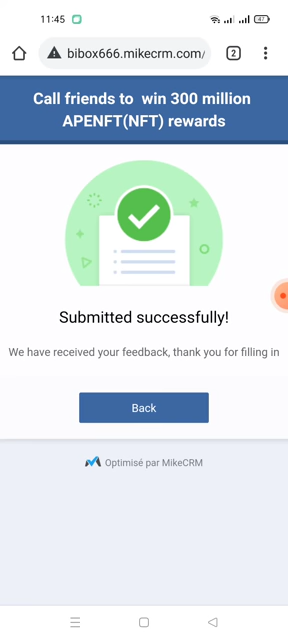 11:45
47
bibox666.mikecrm.com/
2
Call friends to win 300 million
APENFT(NFT) rewards
Submitted successfully!
We have received your feedback, thank you for filling in
Back
Optimisé par MikeCRM